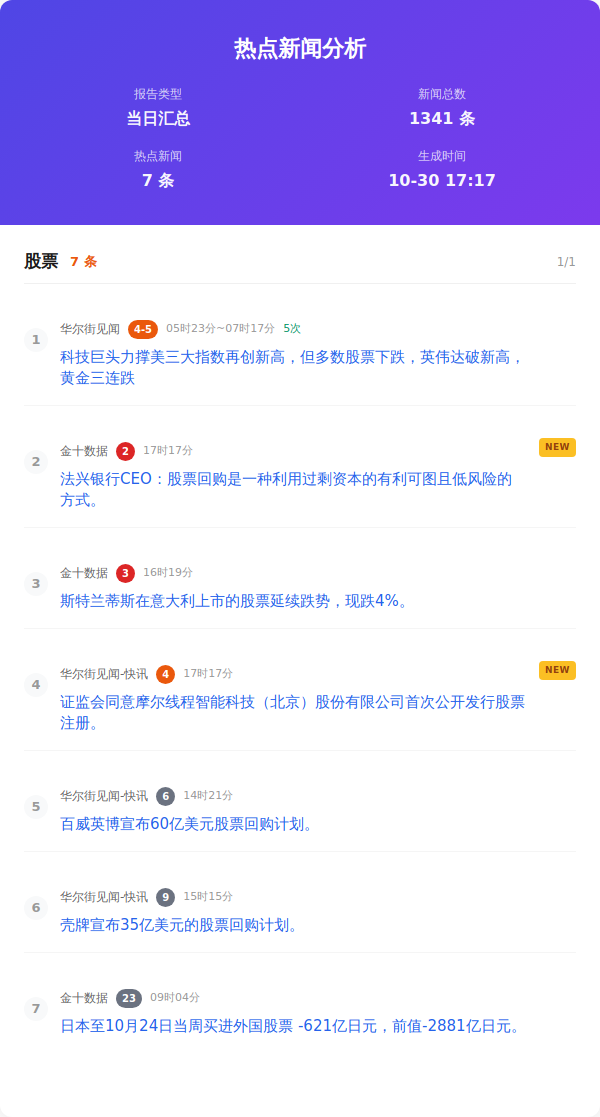 热点新闻分析
报告类型
新闻总数
当日汇总
1341 条
热点新闻
生成时间
7 条
10-30 17:17
股票 7 条 1/1
1
华尔街见闻 4-5 05时23分~07时17分 5次
科技巨头力撑美三大指数再创新高，但多数股票下跌，英伟达破新高，
黄金三连跌
2
金十数据 2 17时17分 NEW
法兴银行CEO：股票回购是一种利用过剩资本的有利可图且低风险的
方式。
3
金十数据 3 16时19分
斯特兰蒂斯在意大利上市的股票延续跌势，现跌4%。
4
华尔街见闻-快讯 4 17时17分 NEW
证监会同意摩尔线程智能科技（北京）股份有限公司首次公开发行股票
注册。
5
华尔街见闻-快讯 6 14时21分
百威英博宣布60亿美元股票回购计划。
6
华尔街见闻-快讯 9 15时15分
壳牌宣布35亿美元的股票回购计划。
7
金十数据 23 09时04分
日本至10月24日当周买进外国股票 -621亿日元，前值-2881亿日元。